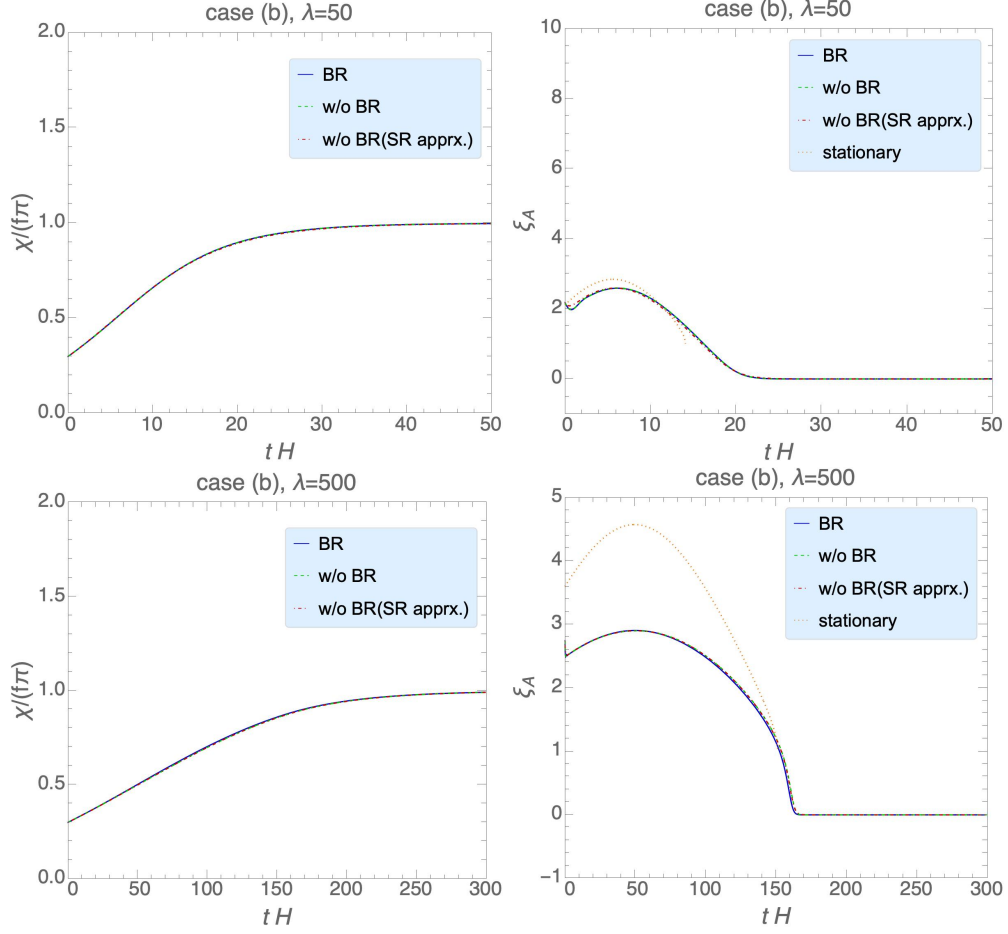 case (b), λ=50
2.0
1.5
1.0
0.5
0.0
χ/(fπ)
BR
w/o BR
w/o BR(SR apprx.)
0 10 20 30 40 50
t H
case (b), λ=50
10
8
6
4
2
0
ξA
BR
w/o BR
w/o BR(SR apprx.)
stationary
0 10 20 30 40 50
t H
case (b), λ=500
2.0
1.5
1.0
0.5
0.0
χ/(fπ)
BR
w/o BR
w/o BR(SR apprx.)
0 50 100 150 200 250 300
t H
case (b), λ=500
5
4
3
2
1
0
−1
ξA
BR
w/o BR
w/o BR(SR apprx.)
stationary
0 50 100 150 200 250 300
t H